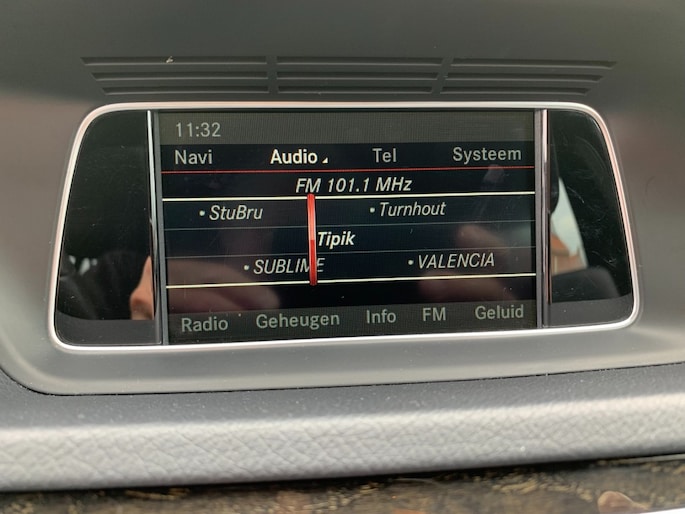 11:32
Navi Audio Tel Systeem
FM 101.1 MHz
• StuBru • Turnhout
Tipik
• SUBLIME • VALENCIA
Radio Geheugen Info FM Geluid